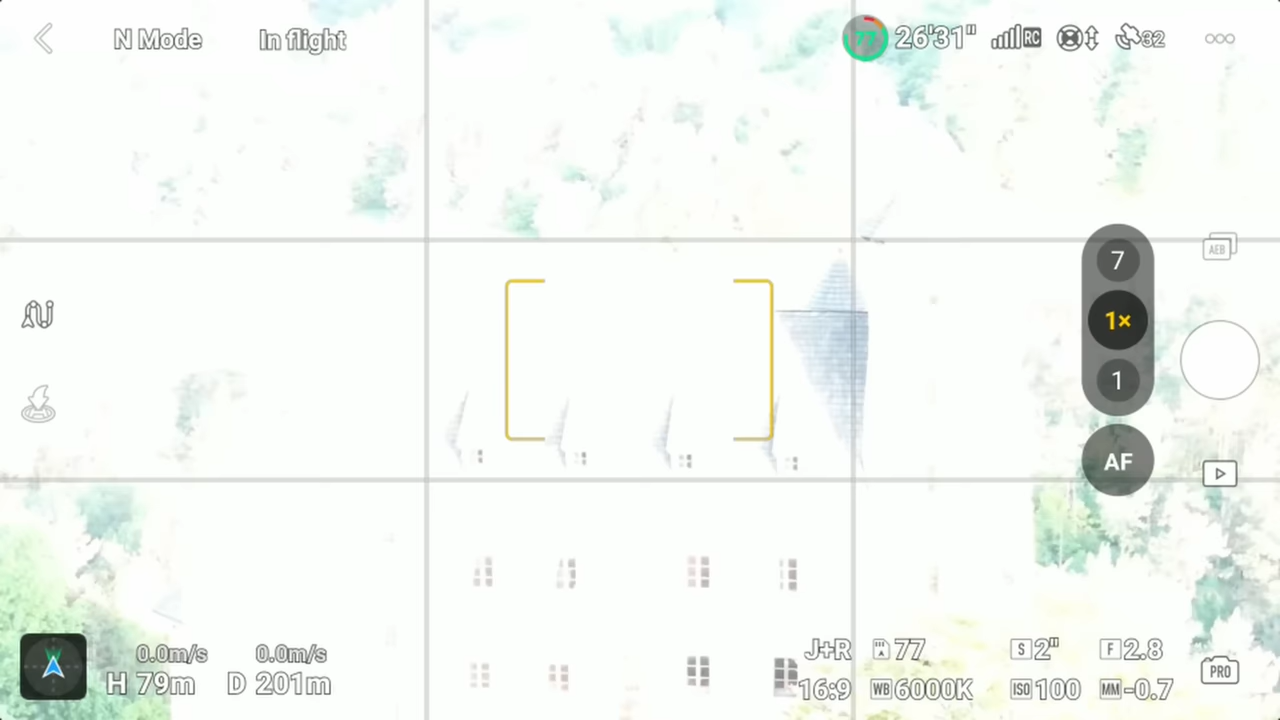 N Mode
In flight
77
26'31"
RC
32
AEB
7
1×
1
AF
0.0m/s
0.0m/s
H 79m
D 201m
J+R
77
S 2"
F 2.8
16:9
WB 6000K
ISO 100
MM -0.7
PRO